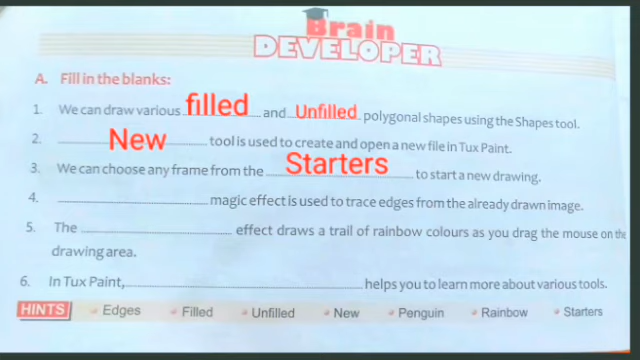 Brain
DEVELOPER
A. Fill in the blanks:
1. We can draw various filled and Unfilled polygonal shapes using the Shapes tool.
2. New tool is used to create and open a new file in Tux Paint.
3. We can choose any frame from the Starters to start a new drawing.
4. magic effect is used to trace edges from the already drawn image.
5. The effect draws a trail of rainbow colours as you drag the mouse on the
drawing area.
6. In Tux Paint, helps you to learn more about various tools.
HINTS Edges Filled Unfilled New Penguin Rainbow Starters